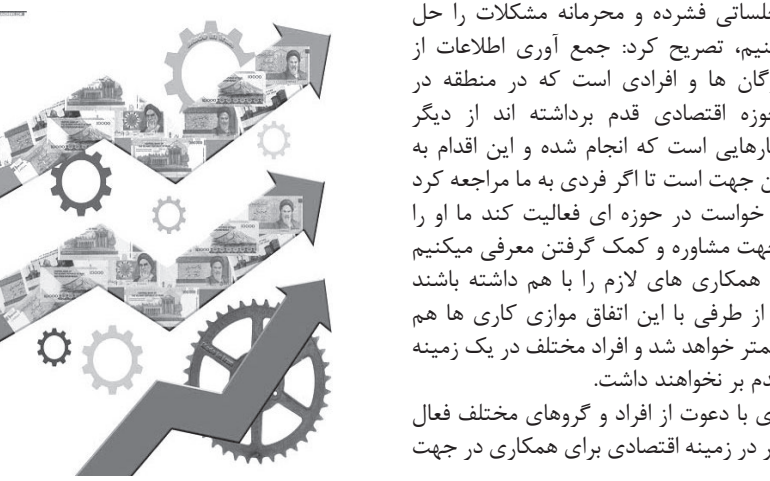 جلساتی فشرده و محرمانه مشکلات را حل
نیم، تصریح کرد: جمع آوری اطلاعات از
گان ها و افرادی است که در منطقه در
حوزه اقتصادی قدم برداشته اند از دیگر
ارهایی است که انجام شده و این اقدام به
ن جهت است تا اگر فردی به ما مراجعه کرد
خواست در حوزه ای فعالیت کند ما او را
جهت مشاوره و کمک گرفتن معرفی میکنیم
همکاری های لازم را با هم داشته باشند
از طرفی با این اتفاق موازی کاری ها هم
متر خواهد شد و افراد مختلف در یک زمینه
دم بر نخواهند داشت.
ی با دعوت از افراد و گروهای مختلف فعال
ر در زمینه اقتصادی برای همکاری در جهت